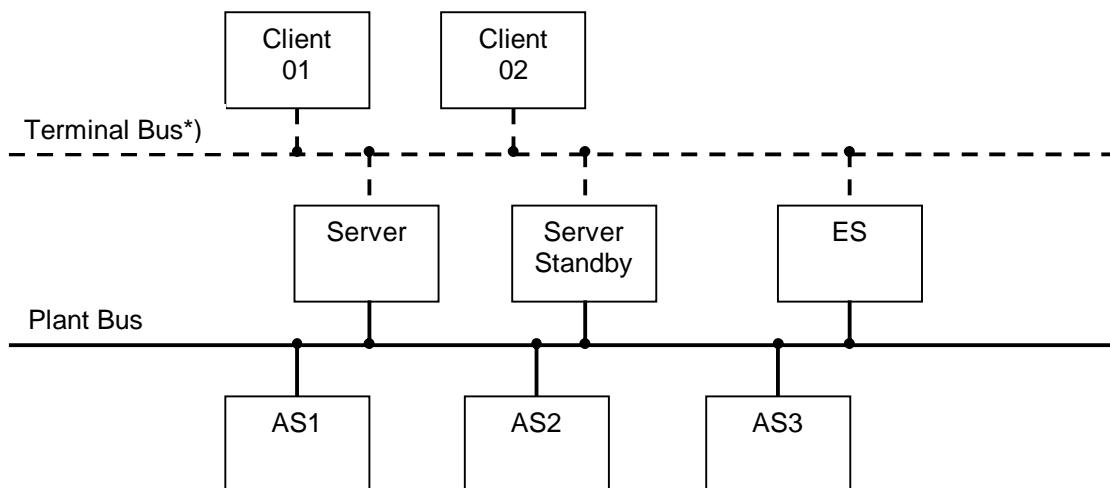 Client
01
Client
02
Terminal Bus*)
Server
Server
Standby
ES
Plant Bus
AS1
AS2
AS3